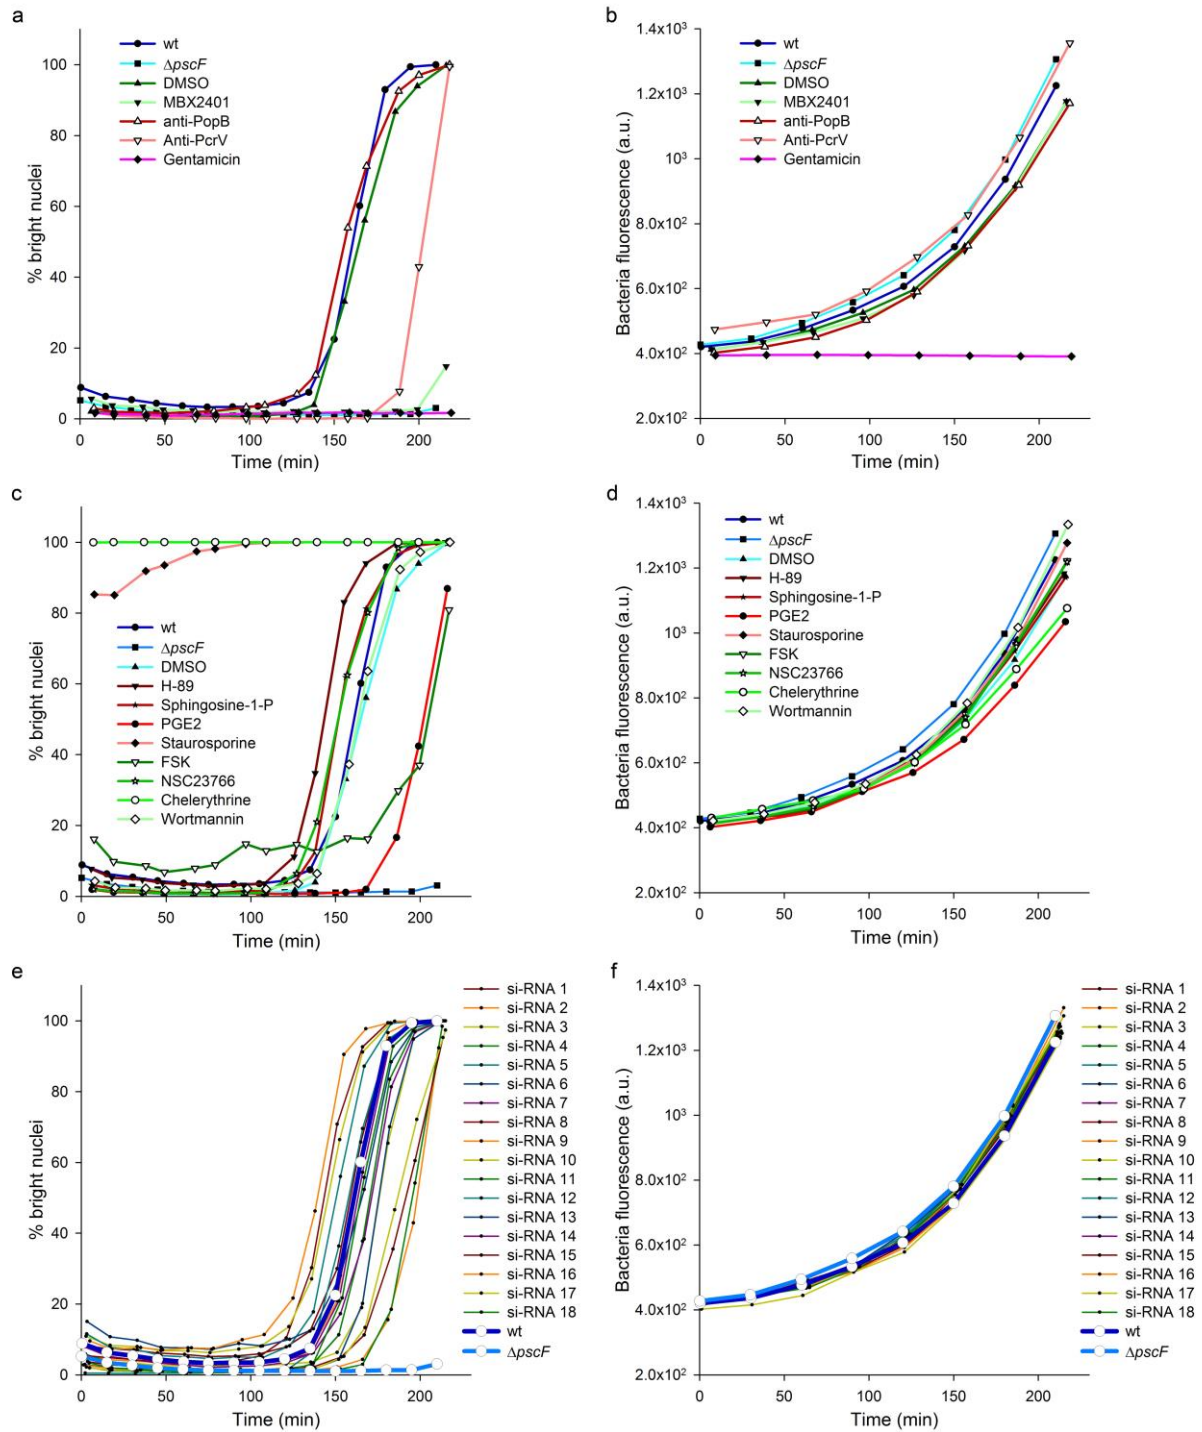 a
% bright nuclei
100
80
60
40
20
0
0 50 100 150 200
Time (min)
wt
ΔpscF
DMSO
MBX2401
anti-PopB
Anti-PcrV
Gentamicin
b
Bacteria fluorescence (a.u.)
1.4x10³
1.2x10³
10³
8.0x10²
6.0x10²
4.0x10²
2.0x10²
0 50 100 150 200
Time (min)
wt
ΔpscF
DMSO
MBX2401
anti-PopB
Anti-PcrV
Gentamicin
c
% bright nuclei
100
80
60
40
20
0
0 50 100 150 200
Time (min)
wt
ΔpscF
DMSO
H-89
Sphingosine-1-P
PGE2
Staurosporine
FSK
NSC23766
Chelerythrine
Wortmannin
d
Bacteria fluorescence (a.u.)
1.4x10³
1.2x10³
10³
8.0x10²
6.0x10²
4.0x10²
2.0x10²
0 50 100 150 200
Time (min)
wt
ΔpscF
DMSO
H-89
Sphingosine-1-P
PGE2
Staurosporine
FSK
NSC23766
Chelerythrine
Wortmannin
e
% bright nuclei
100
80
60
40
20
0
0 50 100 150 200
Time (min)
si-RNA 1
si-RNA 2
si-RNA 3
si-RNA 4
si-RNA 5
si-RNA 6
si-RNA 7
si-RNA 8
si-RNA 9
si-RNA 10
si-RNA 11
si-RNA 12
si-RNA 13
si-RNA 14
si-RNA 15
si-RNA 16
si-RNA 17
si-RNA 18
wt
ΔpscF
f
Bacteria fluorescence (a.u.)
1.4x10³
1.2x10³
10³
8.0x10²
6.0x10²
4.0x10²
2.0x10²
0 50 100 150 200
Time (min)
si-RNA 1
si-RNA 2
si-RNA 3
si-RNA 4
si-RNA 5
si-RNA 6
si-RNA 7
si-RNA 8
si-RNA 9
si-RNA 10
si-RNA 11
si-RNA 12
si-RNA 13
si-RNA 14
si-RNA 15
si-RNA 16
si-RNA 17
si-RNA 18
wt
ΔpscF